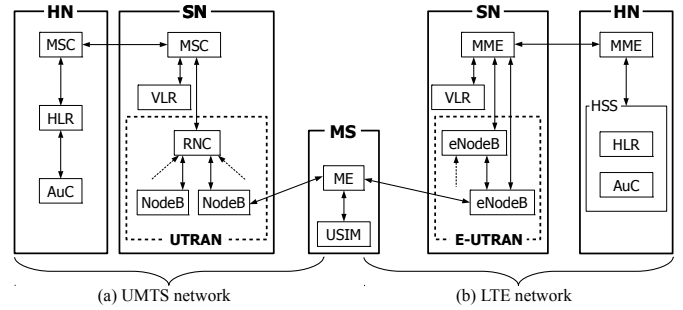 HN
SN
SN
HN
MSC
MSC
MME
MME
VLR
VLR
HSS
HLR
RNC
MS
eNodeB
HLR
ME
AuC
NodeB
NodeB
eNodeB
AuC
UTRAN
USIM
E-UTRAN
(a) UMTS network
(b) LTE network